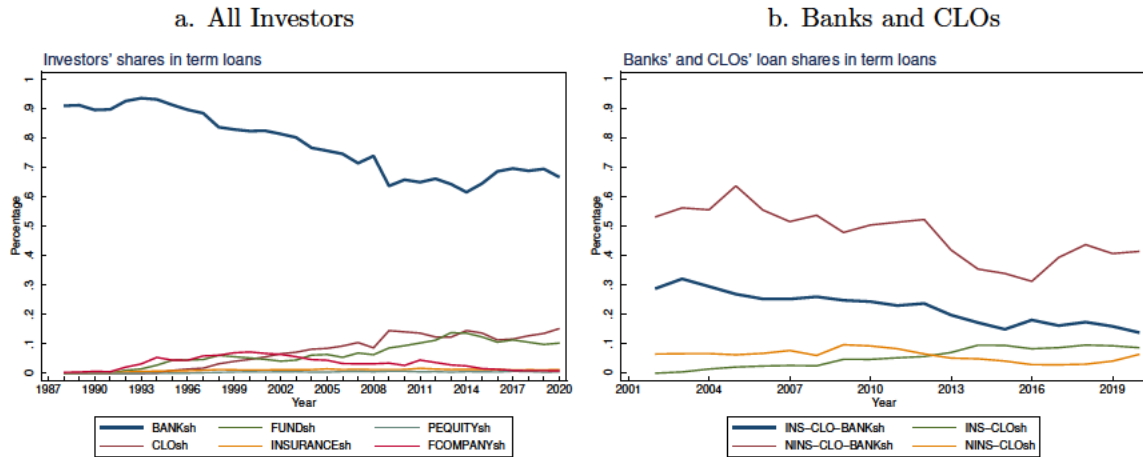 a. All Investors
Investors' shares in term loans
Percentage
1
.9
.8
.7
.6
.5
.4
.3
.2
.1
0
1987 1990 1993 1996 1999 2002 2005 2008 2011 2014 2017 2020
Year
BANKsh FUNDsh PEQUITYsh
CLOsh INSURANCEsh FCOMPANYsh
b. Banks and CLOs
Banks' and CLOs' loan shares in term loans
Percentage
1
.9
.8
.7
.6
.5
.4
.3
.2
.1
0
2001 2004 2007 2010 2013 2016 2019
Year
INS-CLO-BANKsh INS-CLOsh
NINS-CLO-BANKsh NINS-CLOsh